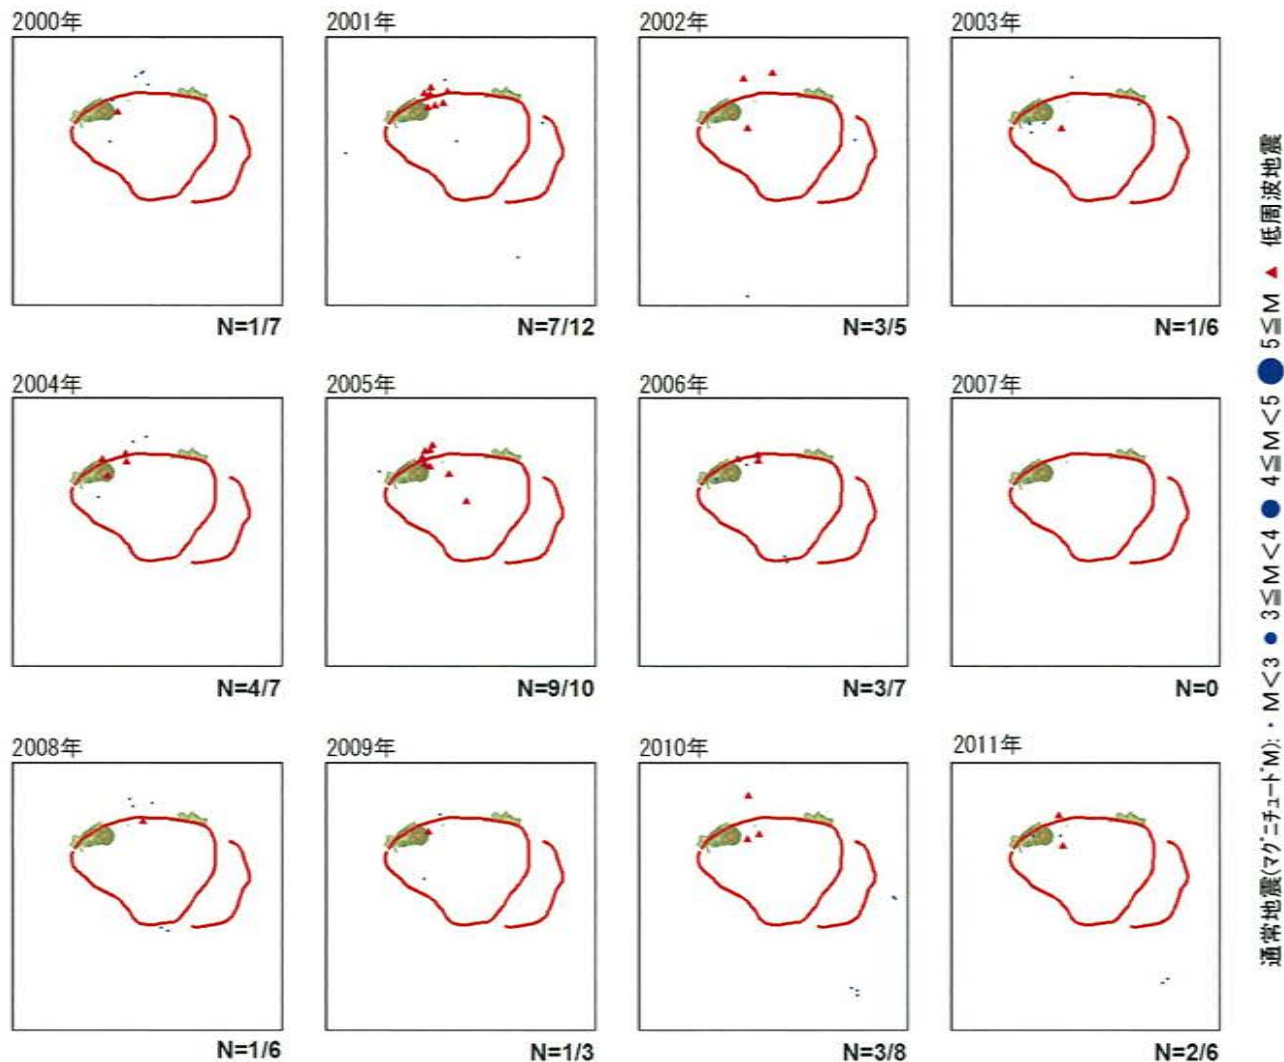 2000年
2001年
2002年
2003年
N=1/7
N=7/12
N=3/5
N=1/6
2004年
2005年
2006年
2007年
N=4/7
N=9/10
N=3/7
N=0
2008年
2009年
2010年
2011年
N=1/6
N=1/3
N=3/8
N=2/6
通常地震(マグニチュードM): ・ M<3 ● 3≦M<4 ● 4≦M<5 ● 5≦M ▲ 低周波地震